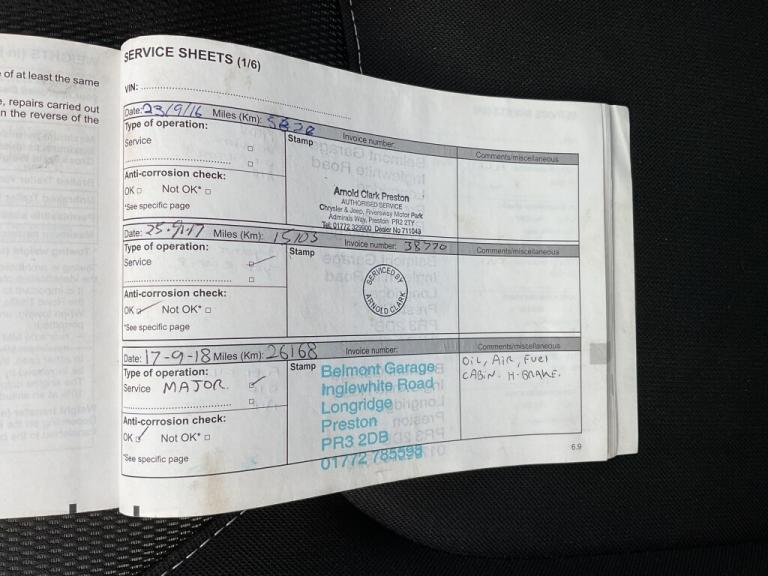 of at least the same
, repairs carried out
n the reverse of the
SERVICE SHEETS (1/6)
VIN:
Date: 23/9/16 Miles (Km): 5828 Invoice number:
Type of operation: Stamp Comments/miscellaneous
Service
Anti-corrosion check:
OK Not OK*
*See specific page
Arnold Clark Preston
AUTHORISED SERVICE
Chrysler & Jeep, Riversway Motor Park
Admirals Way, Preston PR2 2TY
Tel: 01772 329900 Dealer No 711043
Date: 25-9-17 Miles (Km): 15103 Invoice number: 38770
Type of operation: Stamp Comments/miscellaneous
Service
Anti-corrosion check:
OK Not OK*
*See specific page
SERVICED BY
ARNOLD CLARK
Date: 17-9-18 Miles (Km): 26168 Invoice number: Comments/miscellaneous
Type of operation: Stamp
Service MAJOR.
Anti-corrosion check:
OK Not OK*
*See specific page
Belmont Garage
Inglewhite Road
Longridge
Preston
PR3 2DB
01772 785598
OiL, AiR, FUEL
CABiN. H. BRAKE.
6.9